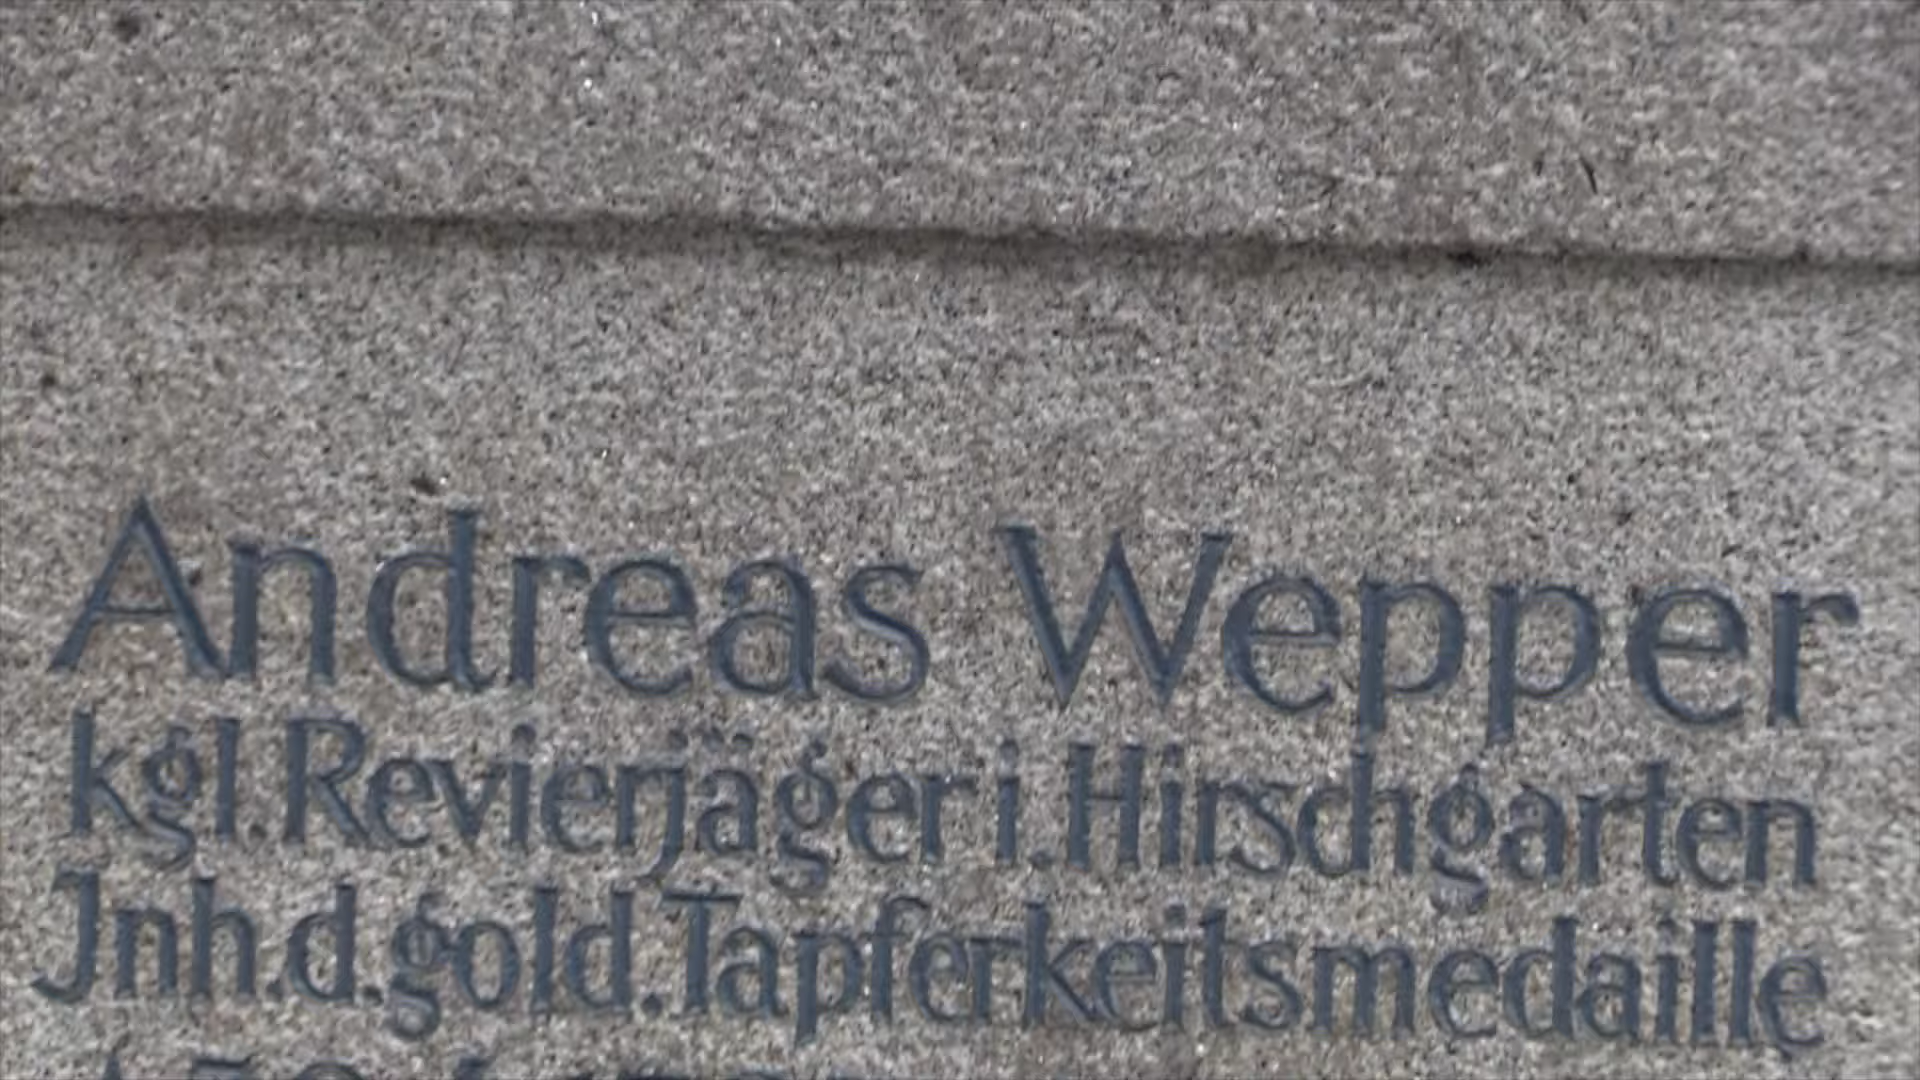 Andreas Wepper
kgl. Revierjäger i. Hirschgarten
Jnh.d.gold.Tapferkeitsmedaille